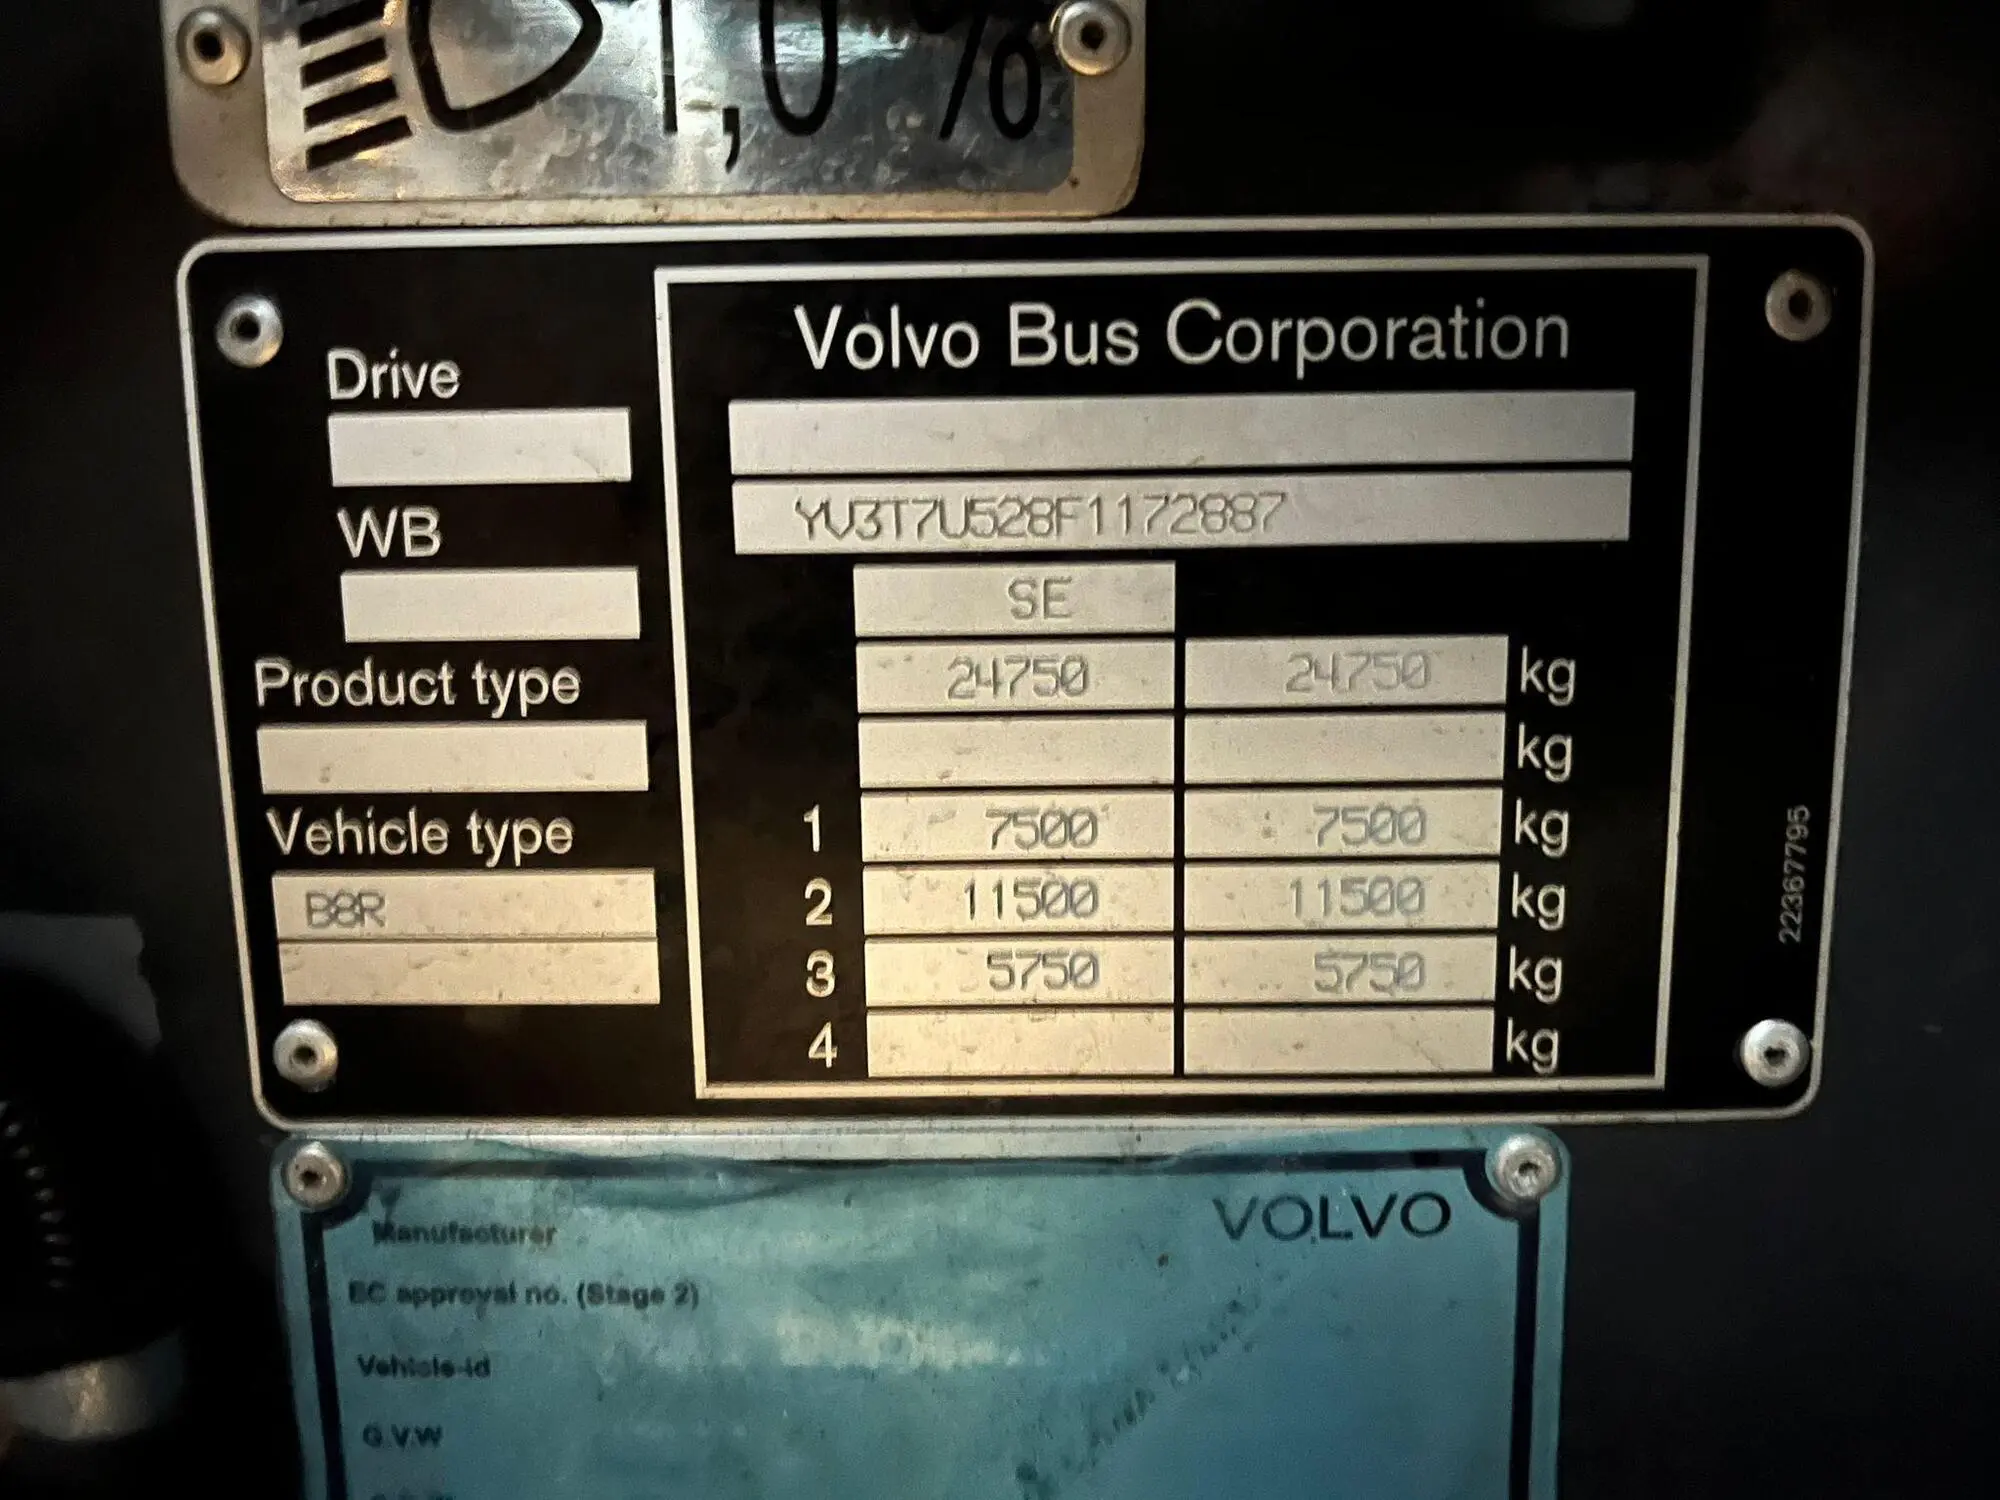 1,0 %
Volvo Bus Corporation
Drive
YV3T7U528F1172887
WB
SE
Product type
24750 24750 kg
kg
Vehicle type
1 7500 7500 kg
B8R
2 11500 11500 kg
3 5750 5750 kg
4 kg
22367795
VOLVO
Manufacturer
EC approval no. (Stage 2)
Vehicle-id
G.V.W